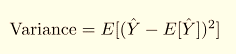 Variance = E[(Ŷ − E[Ŷ])²]